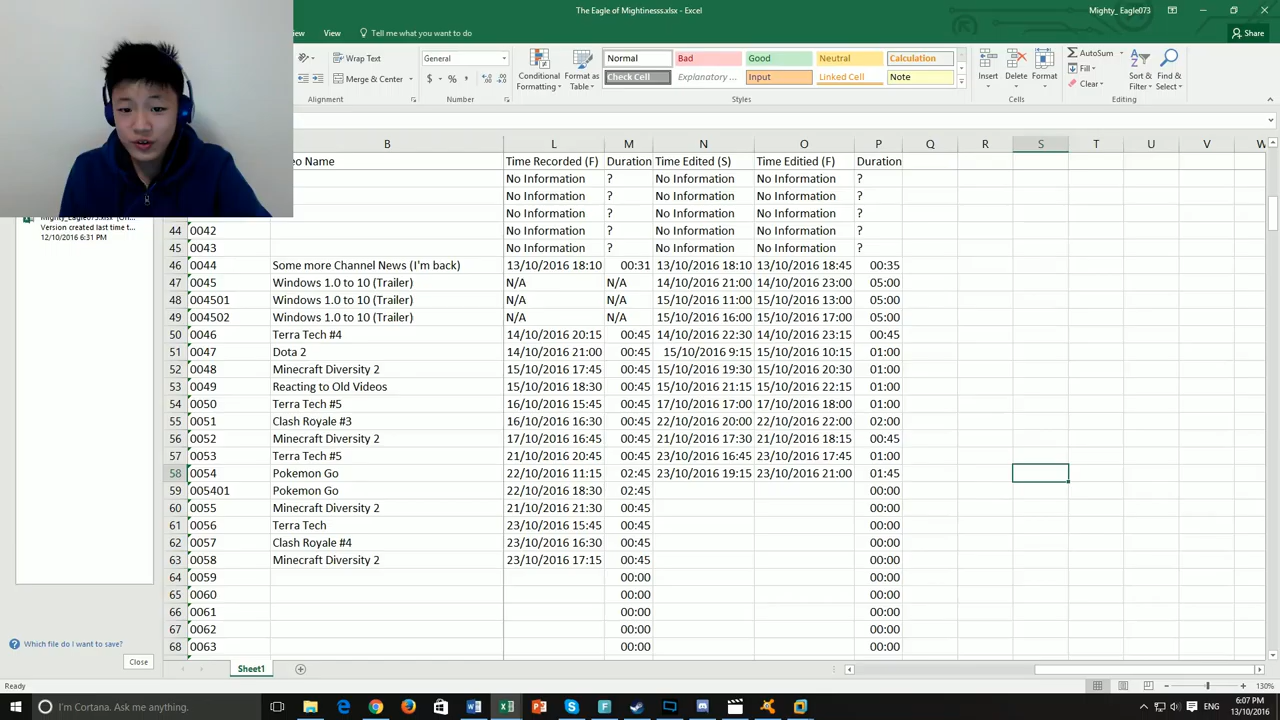 The Eagle of Mightinesss.xlsx - Excel
Mighty_ Eagle073
View
Tell me what you want to do
Share
Wrap Text
Merge & Center
General
$ % ,
Conditional Formatting
Format as Table
Normal Bad Good Neutral Calculation
Check Cell Explanatory ... Input Linked Cell Note
Insert Delete Format
AutoSum
Fill
Clear
Sort & Filter
Find & Select
Alignment Number Styles Cells Editing
B L M N O P Q R S T U V W
eo Name Time Recorded (F) Duration Time Edited (S) Time Editied (F) Duration
No Information ? No Information No Information ?
No Information ? No Information No Information ?
No Information ? No Information No Information ?
44 0042 No Information ? No Information No Information ?
45 0043 No Information ? No Information No Information ?
46 0044 Some more Channel News (I'm back) 13/10/2016 18:10 00:31 13/10/2016 18:10 13/10/2016 18:45 00:35
47 0045 Windows 1.0 to 10 (Trailer) N/A N/A 14/10/2016 21:00 14/10/2016 23:00 05:00
48 004501 Windows 1.0 to 10 (Trailer) N/A N/A 15/10/2016 11:00 15/10/2016 13:00 05:00
49 004502 Windows 1.0 to 10 (Trailer) N/A N/A 15/10/2016 16:00 15/10/2016 17:00 05:00
50 0046 Terra Tech #4 14/10/2016 20:15 00:45 14/10/2016 22:30 14/10/2016 23:15 00:45
51 0047 Dota 2 14/10/2016 21:00 00:45 15/10/2016 9:15 15/10/2016 10:15 01:00
52 0048 Minecraft Diversity 2 15/10/2016 17:45 00:45 15/10/2016 19:30 15/10/2016 20:30 01:00
53 0049 Reacting to Old Videos 15/10/2016 18:30 00:45 15/10/2016 21:15 15/10/2016 22:15 01:00
54 0050 Terra Tech #5 16/10/2016 15:45 00:45 17/10/2016 17:00 17/10/2016 18:00 01:00
55 0051 Clash Royale #3 16/10/2016 16:30 00:45 22/10/2016 20:00 22/10/2016 22:00 02:00
56 0052 Minecraft Diversity 2 17/10/2016 16:45 00:45 21/10/2016 17:30 21/10/2016 18:15 00:45
57 0053 Terra Tech #5 21/10/2016 20:45 00:45 23/10/2016 16:45 23/10/2016 17:45 01:00
58 0054 Pokemon Go 22/10/2016 11:15 02:45 23/10/2016 19:15 23/10/2016 21:00 01:45
59 005401 Pokemon Go 22/10/2016 18:30 02:45 00:00
60 0055 Minecraft Diversity 2 21/10/2016 21:30 00:45 00:00
61 0056 Terra Tech 23/10/2016 15:45 00:45 00:00
62 0057 Clash Royale #4 23/10/2016 16:30 00:45 00:00
63 0058 Minecraft Diversity 2 23/10/2016 17:15 00:45 00:00
64 0059 00:00 00:00
65 0060 00:00 00:00
66 0061 00:00 00:00
67 0062 00:00 00:00
68 0063 00:00 00:00
Mighty_Eagle073.xlsx [Ori...
Version created last time t...
12/10/2016 6:31 PM
Which file do I want to save?
Close
Sheet1
Ready
130%
I'm Cortana. Ask me anything.
ENG
6:07 PM
13/10/2016